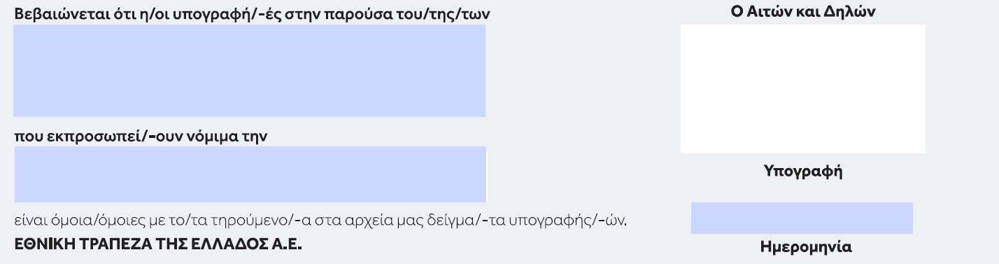 Βεβαιώνεται ότι η/οι υπογραφή/-ές στην παρούσα του/της/των
που εκπροσωπεί/-ουν νόμιμα την
είναι όμοια/όμοιες με το/τα τηρούμενο/-α στα αρχεία μας δείγμα/-τα υπογραφής/-ών.
ΕΘΝΙΚΗ ΤΡΑΠΕΖΑ ΤΗΣ ΕΛΛΑΔΟΣ Α.Ε.
Ο Αιτών και Δηλών
Υπογραφή
Ημερομηνία